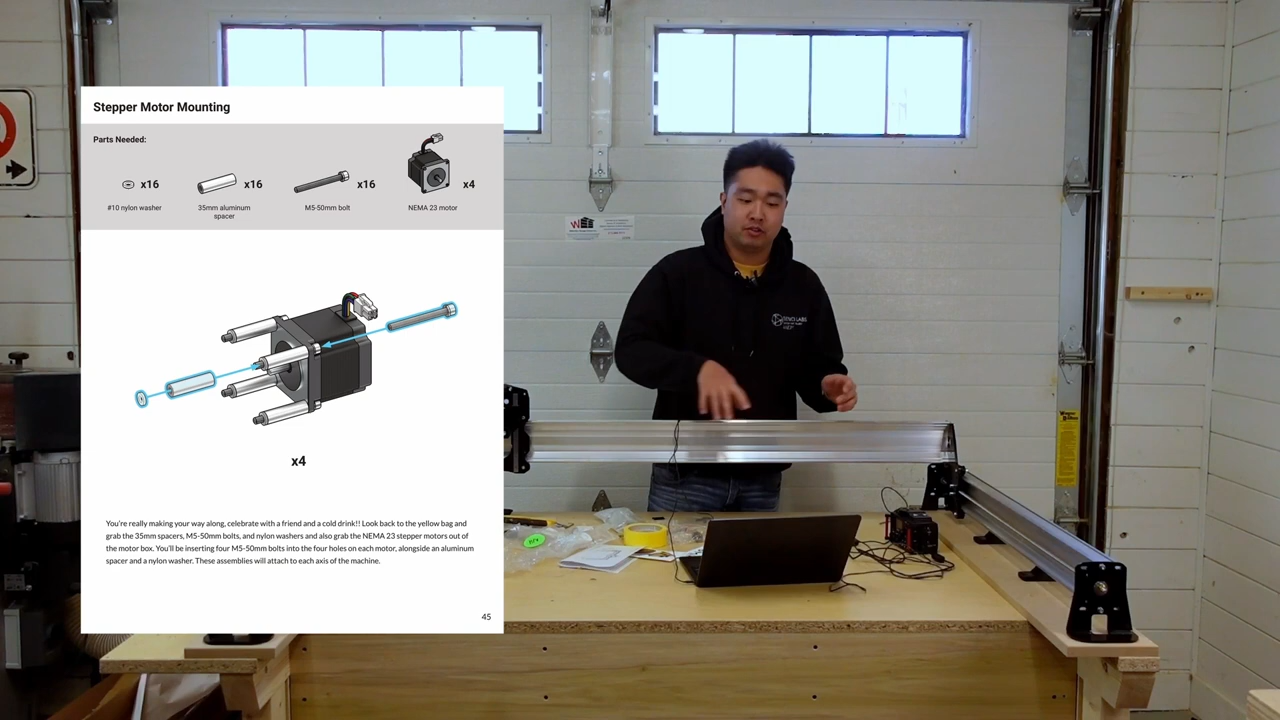 Stepper Motor Mounting
Parts Needed:
x16
x16
x16
x4
#10 nylon washer
35mm aluminum
spacer
M5-50mm bolt
NEMA 23 motor
x4
You're really making your way along, celebrate with a friend and a cold drink!! Look back to the yellow bag and
grab the 35mm spacers, M5-50mm bolts, and nylon washers and also grab the NEMA 23 stepper motors out of
the motor box. You'll be inserting four M5-50mm bolts into the four holes on each motor, alongside an aluminum
spacer and a nylon washer. These assemblies will attach to each axis of the machine.
45